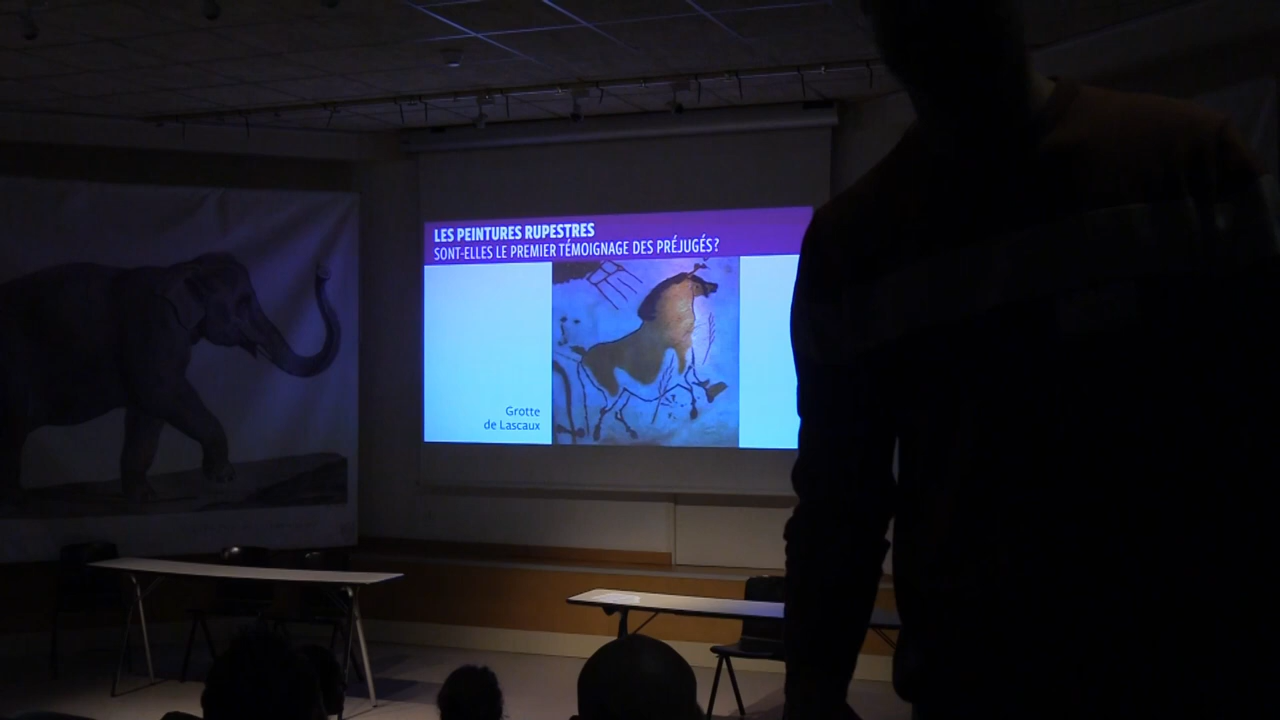 LES PEINTURES RUPESTRES
SONT-ELLES LE PREMIER TÉMOIGNAGE DES PRÉJUGÉS?
Grotte
de Lascaux